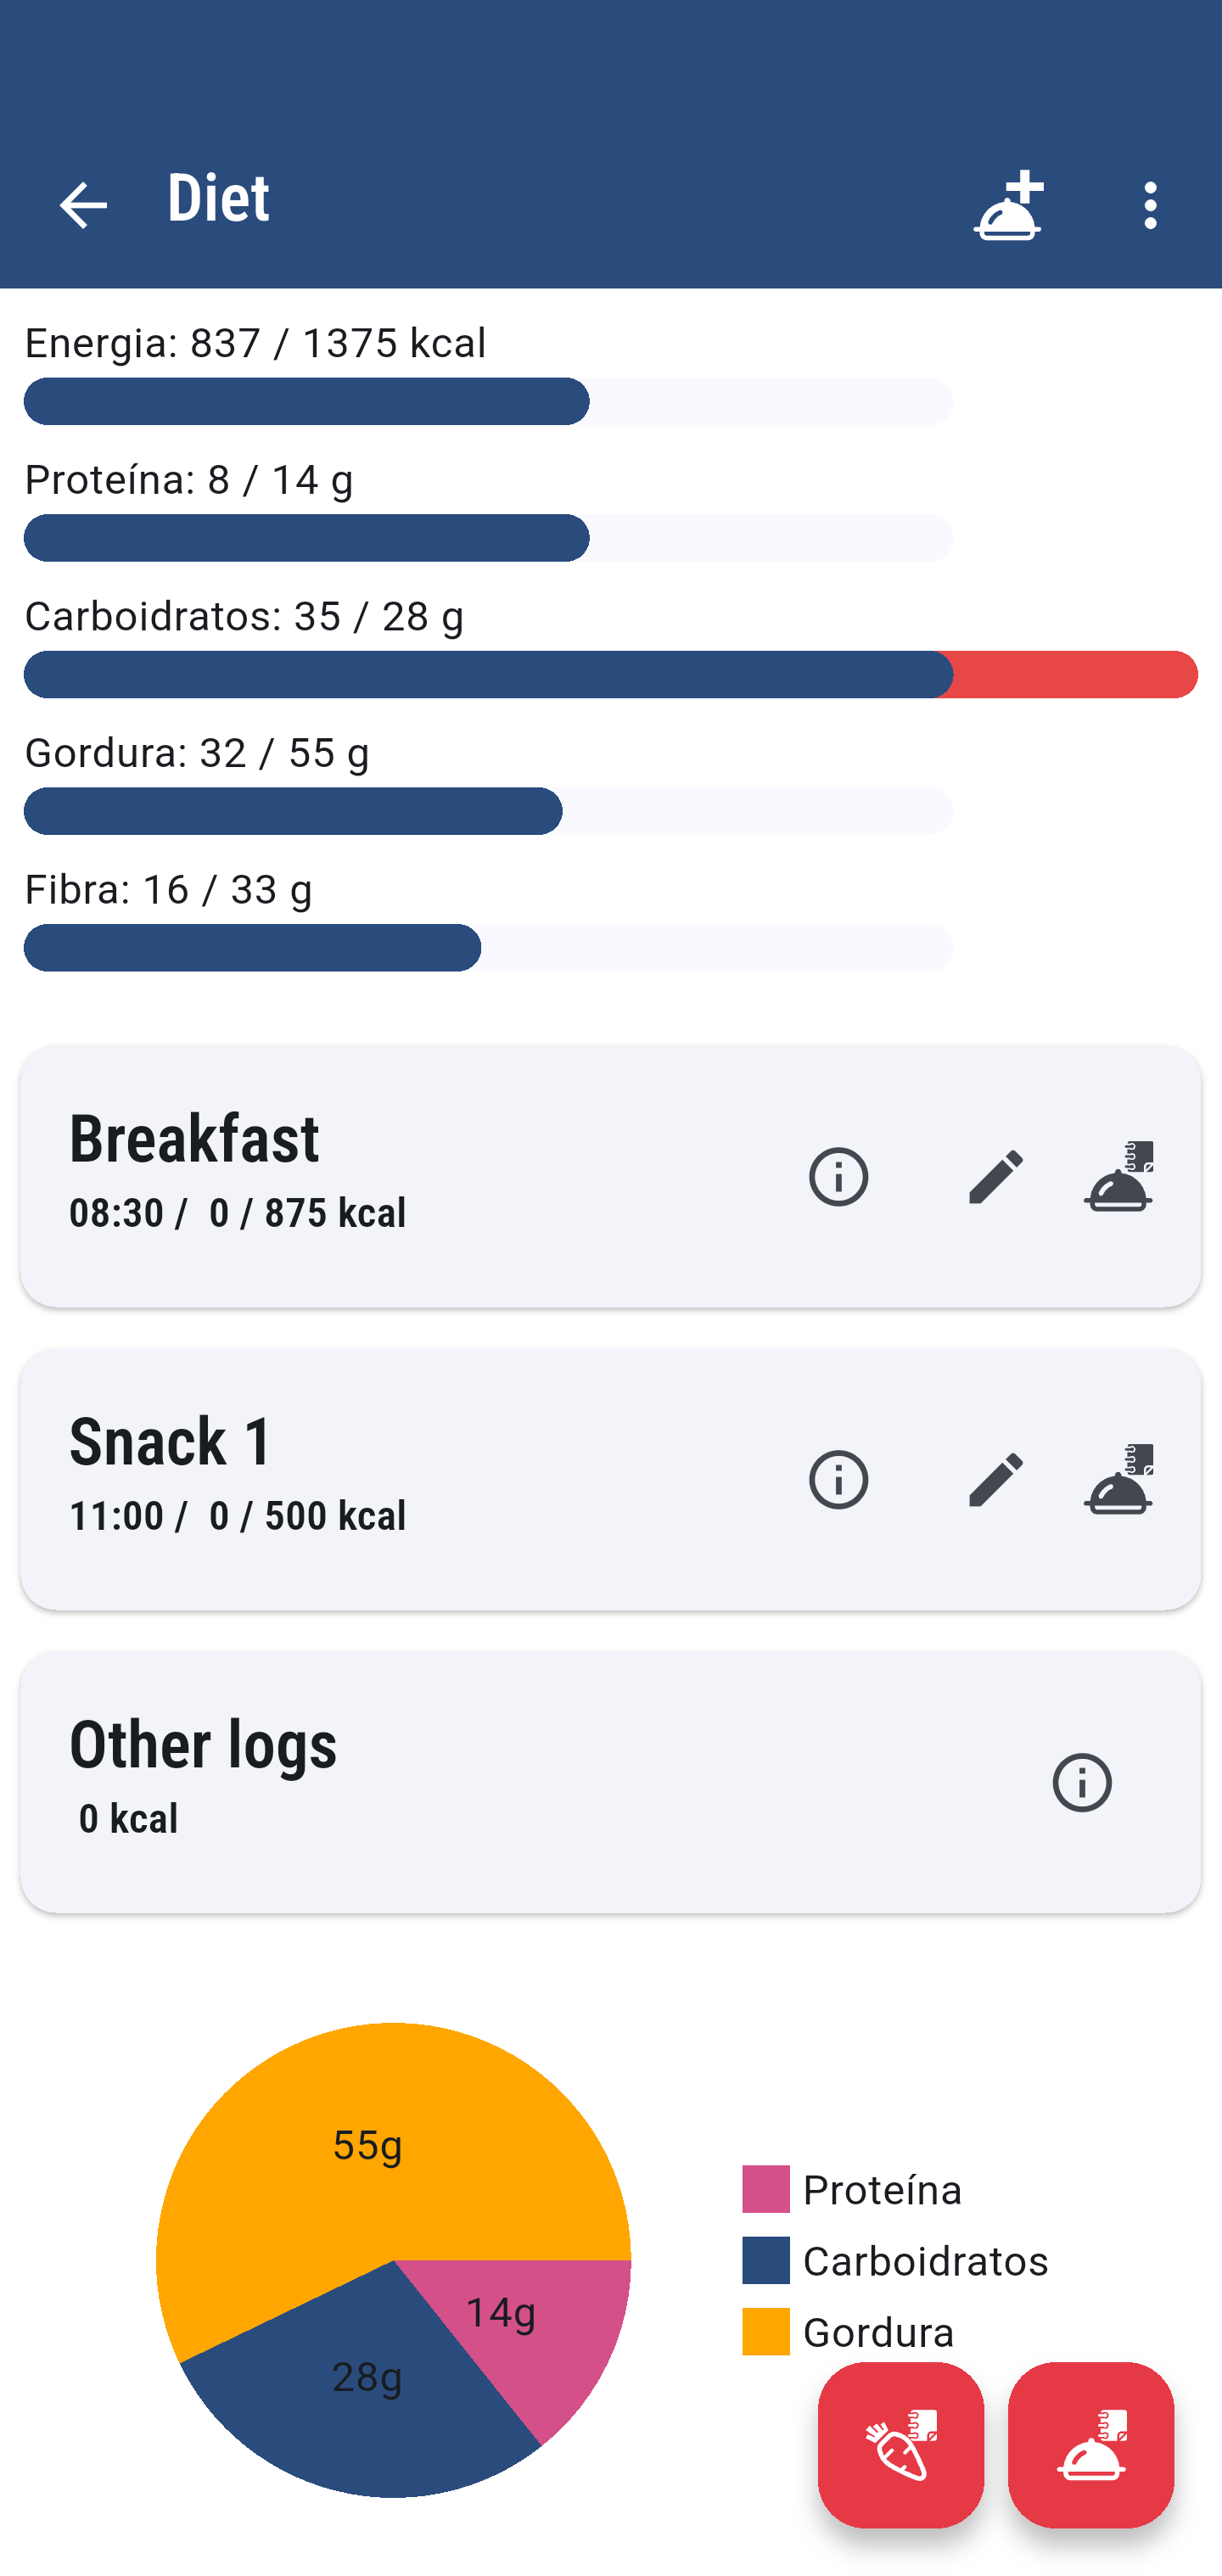 Diet
Energia: 837 / 1375 kcal
Proteína: 8 / 14 g
Carboidratos: 35 / 28 g
Gordura: 32 / 55 g
Fibra: 16 / 33 g
Breakfast
08:30 /  0 / 875 kcal
Snack 1
11:00 /  0 / 500 kcal
Other logs
0 kcal
55g
14g
28g
Proteína
Carboidratos
Gordura